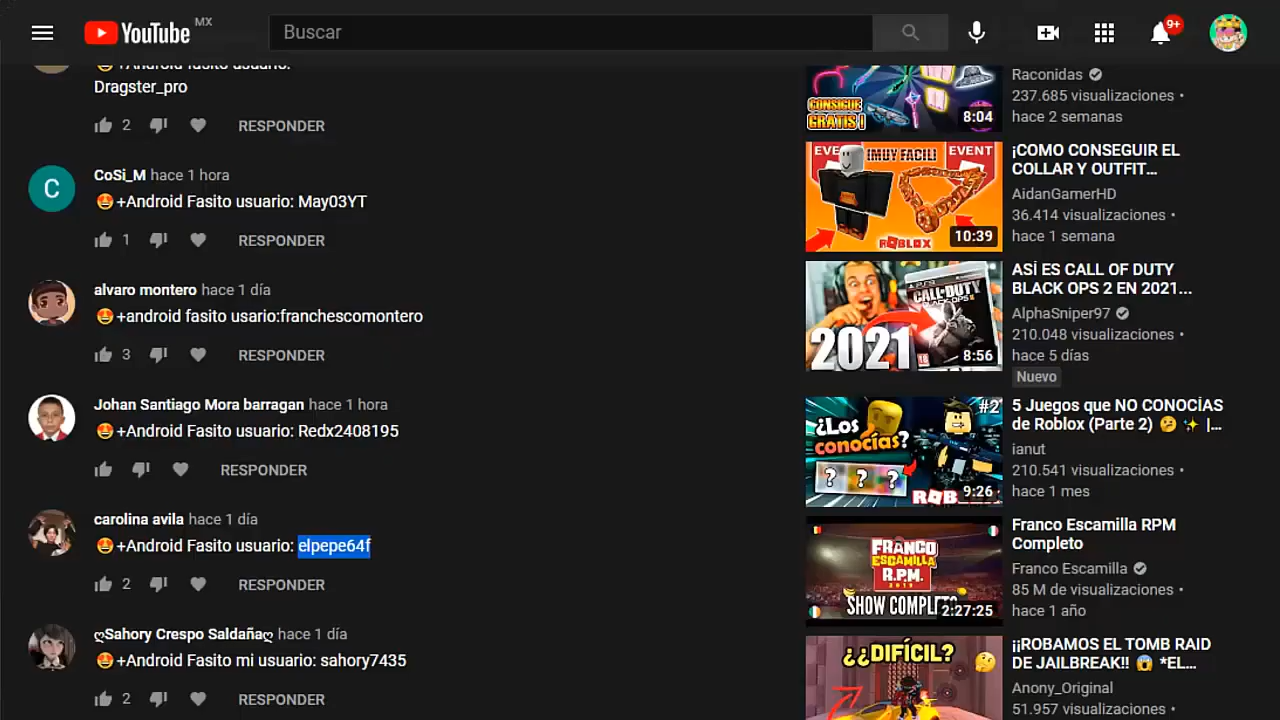 YouTube MX
Buscar
9+
🤩+Android fasito usuario:
Dragster_pro
2 RESPONDER
C
CoSi_M hace 1 hora
🤩+Android Fasito usuario: May03YT
1 RESPONDER
alvaro montero hace 1 día
🤩+android fasito usario:franchescomontero
3 RESPONDER
Johan Santiago Mora barragan hace 1 hora
🤩+Android Fasito usuario: Redx2408195
RESPONDER
carolina avila hace 1 día
🤩+Android Fasito usuario: elpepe64f
2 RESPONDER
ღSahory Crespo Saldañaღ hace 1 día
🤩+Android Fasito mi usuario: sahory7435
2 RESPONDER
CONSIGUE
GRATIS !
8:04
Raconidas
237.685 visualizaciones •
hace 2 semanas
¡MUY FACIL!
EVENT
ROBLOX
10:39
¡COMO CONSEGUIR EL
COLLAR Y OUTFIT...
AidanGamerHD
36.414 visualizaciones •
hace 1 semana
CALL OF DUTY
BLACK OPS II
2021
8:56
ASÍ ES CALL OF DUTY
BLACK OPS 2 EN 2021...
AlphaSniper97
210.048 visualizaciones •
hace 5 días
Nuevo
#2
¿Los
conocías?
? ? ?
ROB
9:26
5 Juegos que NO CONOCÍAS
de Roblox (Parte 2) 🤔 ✨ |...
ianut
210.541 visualizaciones •
hace 1 mes
FRANCO
ESCAMILLA
R.P.M.
2019
SHOW COMPLETO
2:27:25
Franco Escamilla RPM
Completo
Franco Escamilla
85 M de visualizaciones •
hace 1 año
¿¿DIFÍCIL?
¡¡ROBAMOS EL TOMB RAID
DE JAILBREAK!! 😱 *EL...
Anony_Original
51.957 visualizaciones •